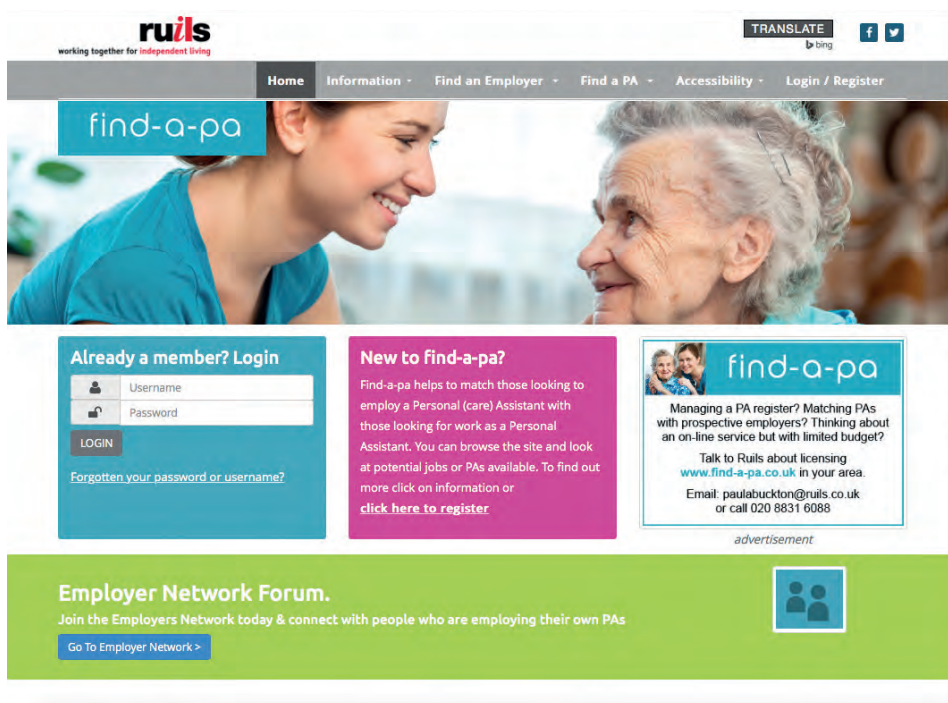 ruils
working together for independent living
TRANSLATE
bing
Home Information Find an Employer Find a PA Accessibility Login / Register
find-a-pa
Already a member? Login
Username
Password
LOGIN
Forgotten your password or username?
New to find-a-pa?
Find-a-pa helps to match those looking to
employ a Personal (care) Assistant with
those looking for work as a Personal
Assistant. You can browse the site and look
at potential jobs or PAs available. To find out
more click on information or
click here to register
find-a-pa
Managing a PA register? Matching PAs
with prospective employers? Thinking about
an on-line service but with limited budget?
Talk to Ruils about licensing
www.find-a-pa.co.uk in your area.
Email: paulabuckton@ruils.co.uk
or call 020 8831 6088
advertisement
Employer Network Forum.
Join the Employers Network today & connect with people who are employing their own PAs
Go To Employer Network >